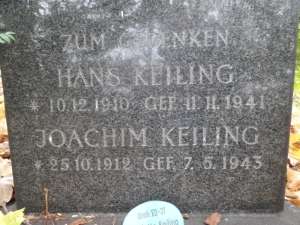 ZUM GEDENKEN
HANS KEILING
* 10.12.1910 GEF. 11.11.1941
JOACHIM KEILING
* 25.10.1912 GEF. 7.5.1943
Keiling